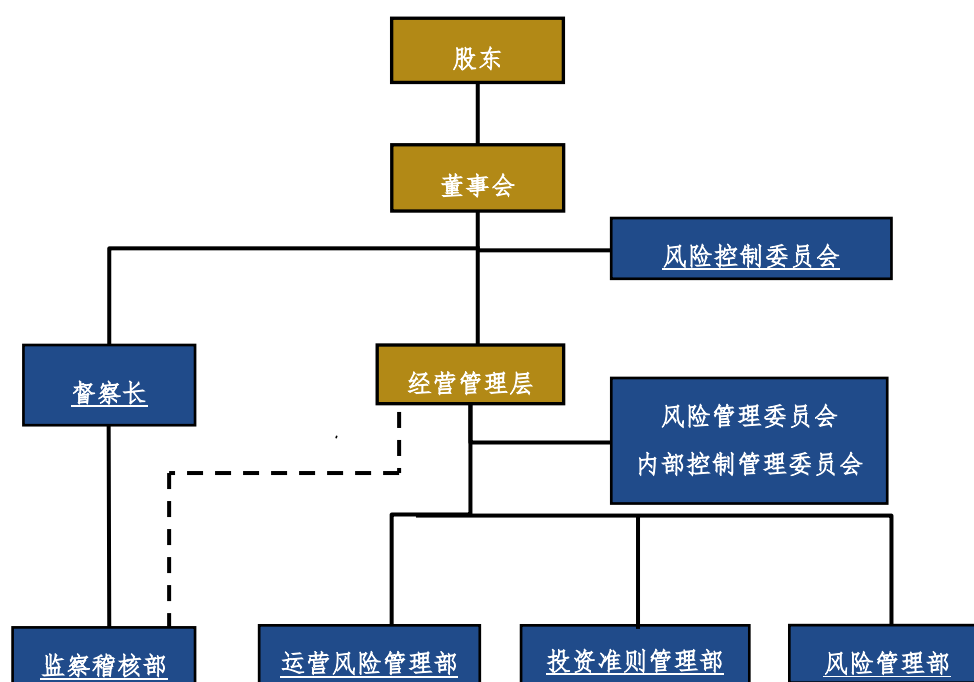 股东
董事会
风险控制委员会
督察长
经营管理层
风险管理委员会
内部控制管理委员会
监察稽核部
运营风险管理部
投资准则管理部
风险管理部